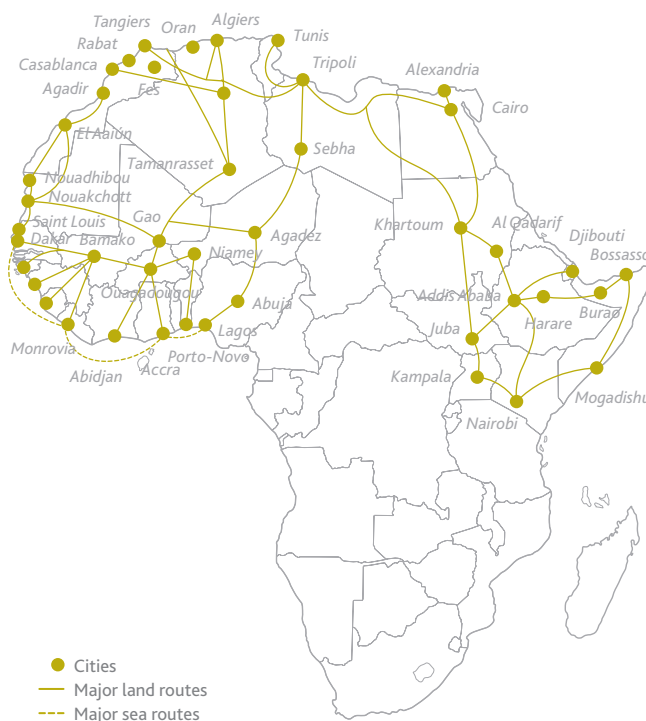 Tangiers
Oran
Algiers
Tunis
Rabat
Casablanca
Tripoli
Alexandria
Agadir
Fes
Cairo
El Aaiún
Sebha
Tamanrasset
Nouadhibou
Nouakchott
Gao
Saint Louis
Khartoum
Al Qadarif
Dakar
Bamako
Agadez
Niamey
Djibouti
Bossasso
Ouagadougou
Abuja
Addis Ababa
Burao
Harare
Lagos
Juba
Monrovia
Porto-Novo
Accra
Abidjan
Kampala
Mogadishu
Nairobi
Cities
Major land routes
Major sea routes